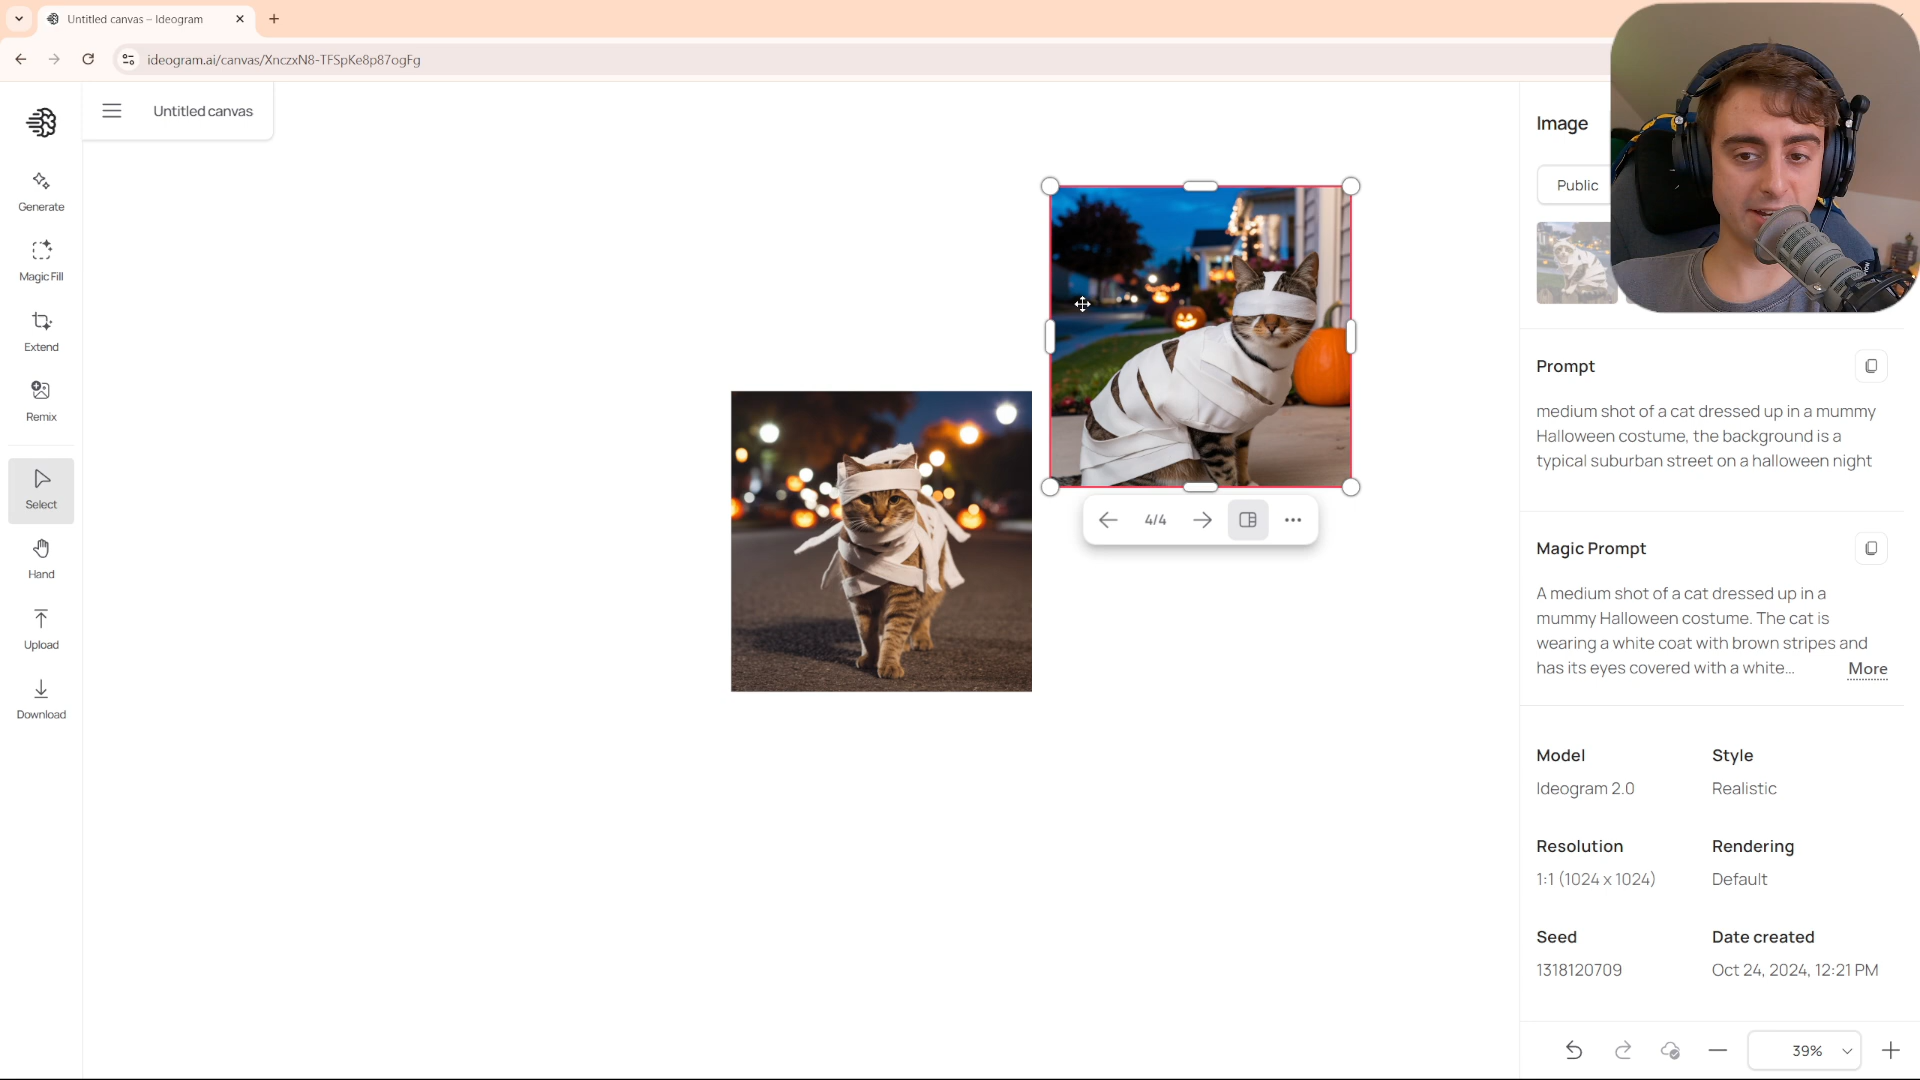 Untitled canvas – Ideogram
ideogram.ai/canvas/XnczxN8-TFSpKe8p87ogFg
Untitled canvas
Generate
Magic Fill
Extend
Remix
Select
Hand
Upload
Download
4/4
Image
Public
Prompt
medium shot of a cat dressed up in a mummy
Halloween costume, the background is a
typical suburban street on a halloween night
Magic Prompt
A medium shot of a cat dressed up in a
mummy Halloween costume. The cat is
wearing a white coat with brown stripes and
has its eyes covered with a white...
More
Model
Style
Ideogram 2.0
Realistic
Resolution
Rendering
1:1 (1024 x 1024)
Default
Seed
Date created
1318120709
Oct 24, 2024, 12:21 PM
39%